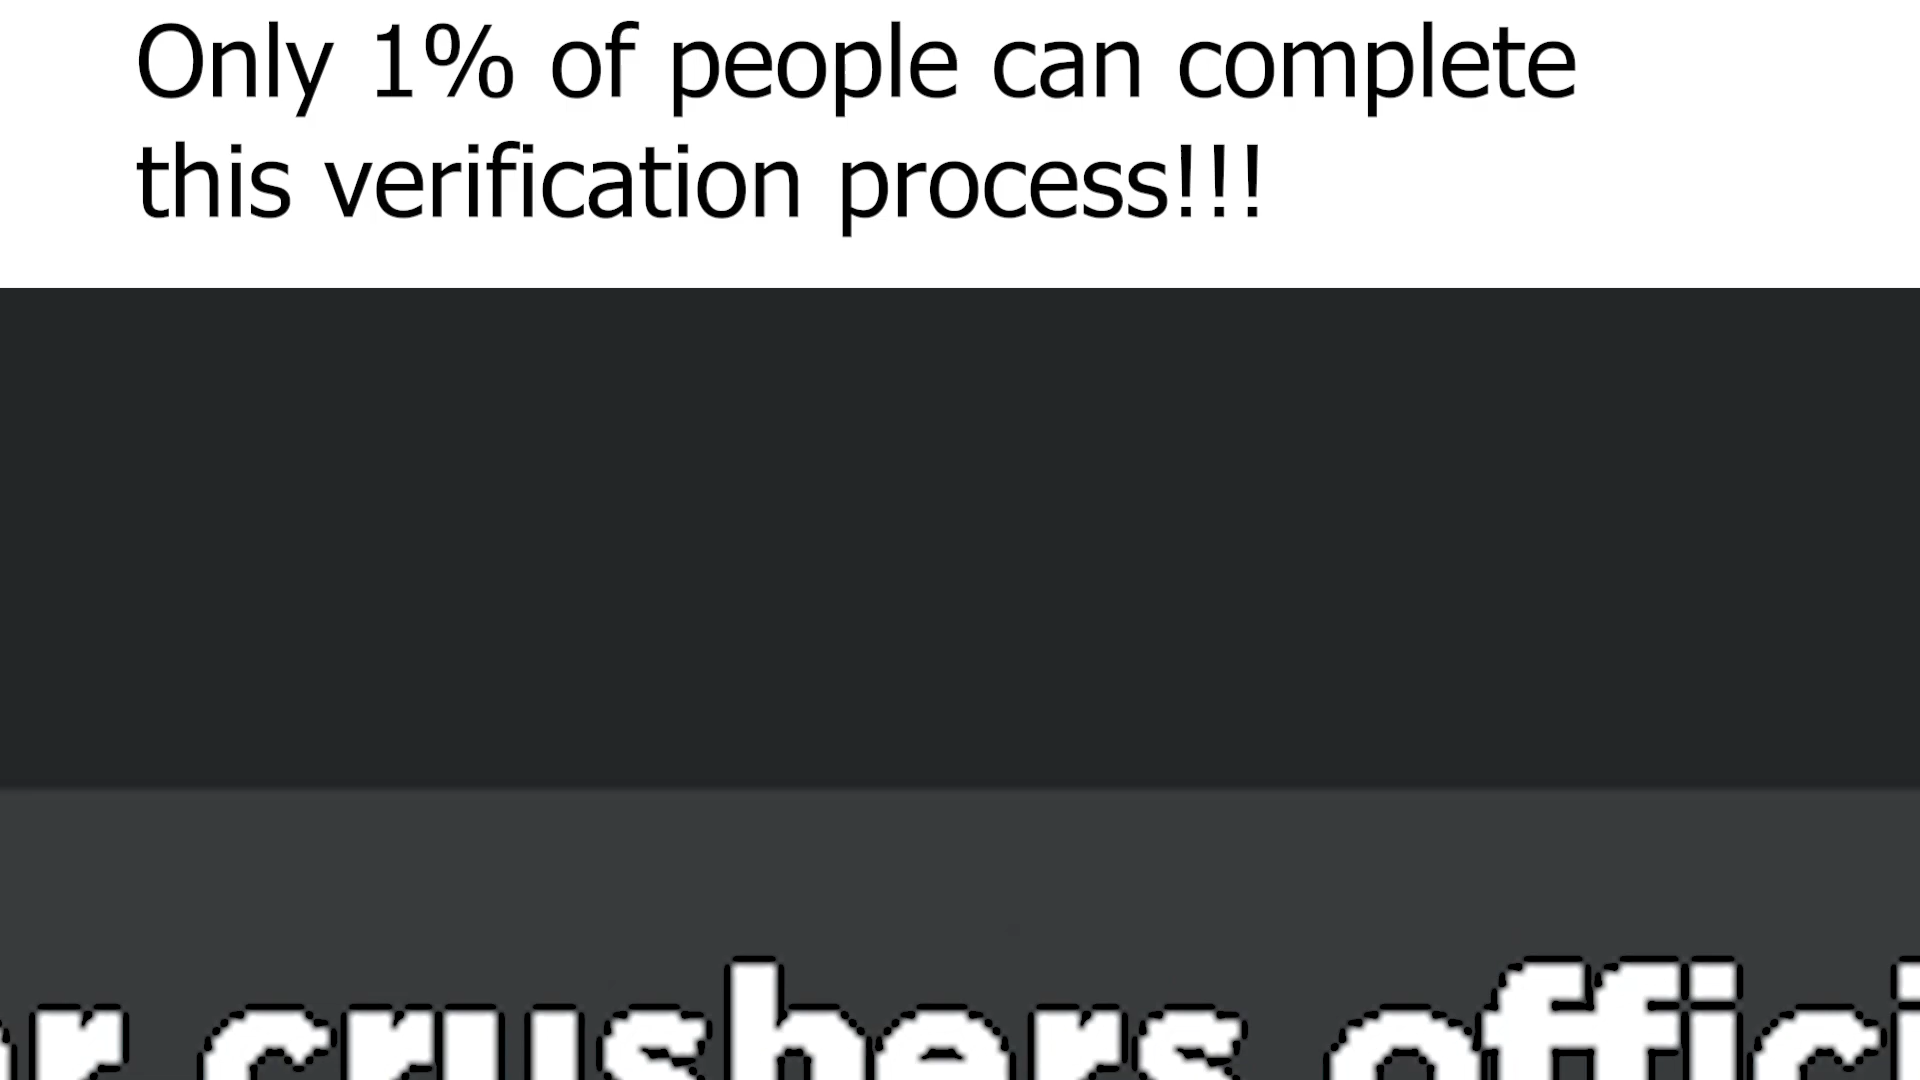 Only 1% of people can complete
this verification process!!!
crushers